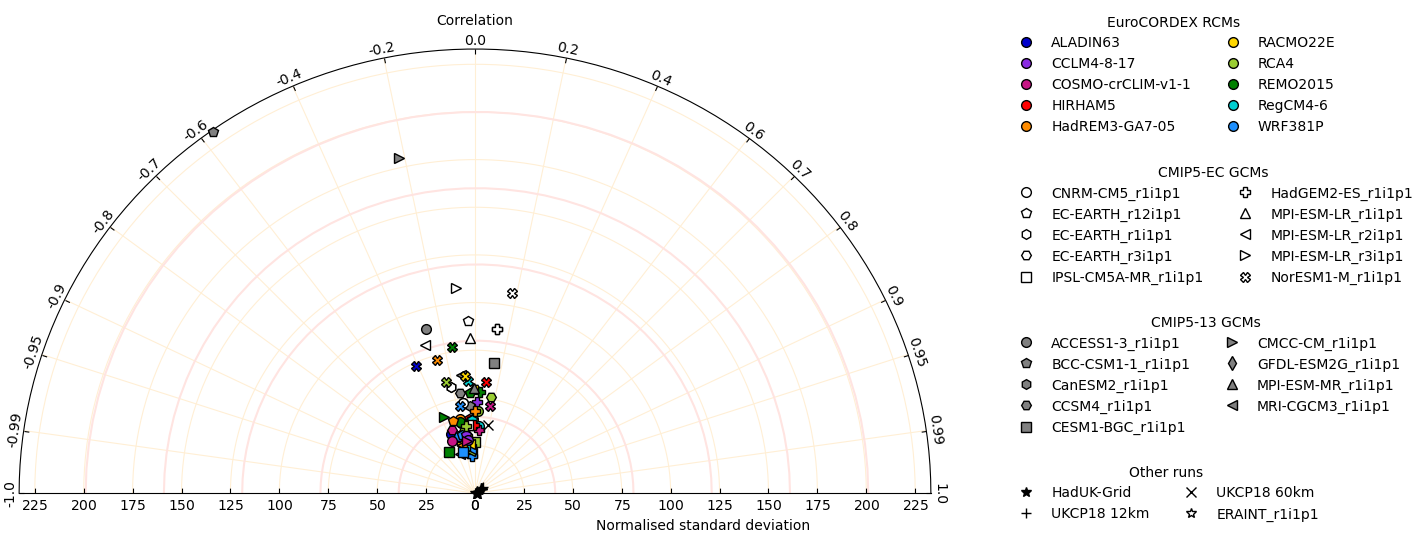 Correlation
-1.0
-0.99
-0.95
-0.9
-0.8
-0.7
-0.6
-0.4
-0.2
0.0
0.2
0.4
0.6
0.7
0.8
0.9
0.95
0.99
1.0
225 200 175 150 125 100 75 50 25 0 25 50 75 100 125 150 175 200 225
Normalised standard deviation
EuroCORDEX RCMs
ALADIN63
CCLM4-8-17
COSMO-crCLIM-v1-1
HIRHAM5
HadREM3-GA7-05
RACMO22E
RCA4
REMO2015
RegCM4-6
WRF381P
CMIP5-EC GCMs
CNRM-CM5_r1i1p1
EC-EARTH_r12i1p1
EC-EARTH_r1i1p1
EC-EARTH_r3i1p1
IPSL-CM5A-MR_r1i1p1
HadGEM2-ES_r1i1p1
MPI-ESM-LR_r1i1p1
MPI-ESM-LR_r2i1p1
MPI-ESM-LR_r3i1p1
NorESM1-M_r1i1p1
CMIP5-13 GCMs
ACCESS1-3_r1i1p1
BCC-CSM1-1_r1i1p1
CanESM2_r1i1p1
CCSM4_r1i1p1
CESM1-BGC_r1i1p1
CMCC-CM_r1i1p1
GFDL-ESM2G_r1i1p1
MPI-ESM-MR_r1i1p1
MRI-CGCM3_r1i1p1
Other runs
HadUK-Grid
UKCP18 12km
UKCP18 60km
ERAINT_r1i1p1